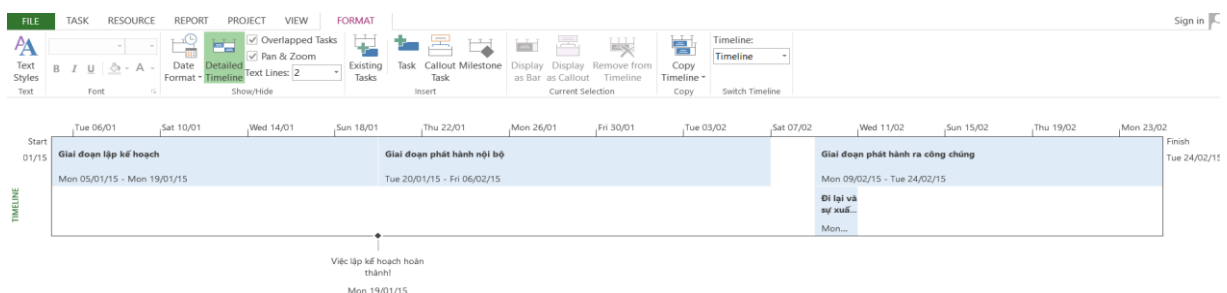 FILE TASK RESOURCE REPORT PROJECT VIEW FORMAT Sign in
Text Styles
B I U A
Date Format
Detailed Timeline
Overlapped Tasks
Pan & Zoom
Text Lines: 2
Existing Tasks
Task
Callout Task
Milestone
Display as Bar
Display as Callout
Remove from Timeline
Copy Timeline
Timeline:
Timeline
Text Font Show/Hide Insert Current Selection Copy Switch Timeline
Tue 06/01 Sat 10/01 Wed 14/01 Sun 18/01 Thu 22/01 Mon 26/01 Fri 30/01 Tue 03/02 Sat 07/02 Wed 11/02 Sun 15/02 Thu 19/02 Mon 23/02
Start
01/15
Finish
Tue 24/02/15
TIMELINE
Giai đoạn lập kế hoạch
Mon 05/01/15 - Mon 19/01/15
Giai đoạn phát hành nội bộ
Tue 20/01/15 - Fri 06/02/15
Giai đoạn phát hành ra công chúng
Mon 09/02/15 - Tue 24/02/15
Đi lại và
sự xuấ...
Mon...
Việc lập kế hoạch hoàn
thành!
Mon 19/01/15